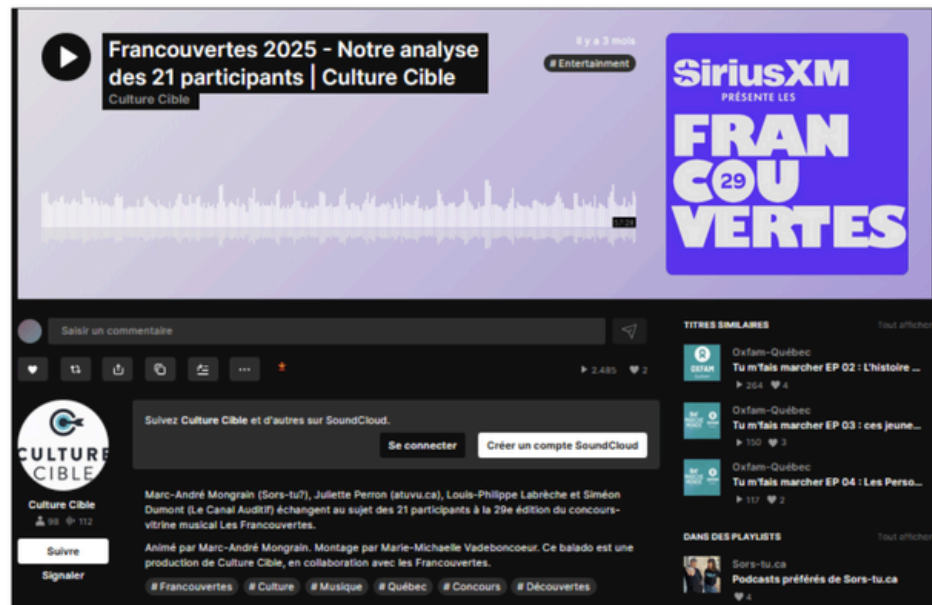 Francouvertes 2025 - Notre analyse
des 21 participants | Culture Cible
Culture Cible
Il y a 3 mois
# Entertainment
57:28
SiriusXM
PRÉSENTE LES
FRAN
COU
29
VERTES
Saisir un commentaire
2.485
2
Suivez Culture Cible et d'autres sur SoundCloud.
Se connecter
Créer un compte SoundCloud
CULTURE
CIBLE
Culture Cible
98 112
Suivre
Signaler
Marc-André Mongrain (Sors-tu?), Juliette Perron (atuvu.ca), Louis-Philippe Labrèche et Siméon
Dumont (Le Canal Auditif) échangent au sujet des 21 participants à la 29e édition du concours-
vitrine musical Les Francouvertes.
Animé par Marc-André Mongrain. Montage par Marie-Michaelle Vadeboncoeur. Ce balado est une
production de Culture Cible, en collaboration avec les Francouvertes.
# Francouvertes # Culture # Musique # Québec # Concours # Découvertes
TITRES SIMILAIRES
Tout afficher
OXFAM
Oxfam-Québec
Tu m'fais marcher EP 02 : L'histoire ...
264 4
Oxfam-Québec
Tu m'fais marcher EP 03 : ces jeune...
150 3
Oxfam-Québec
Tu m'fais marcher EP 04 : Les Perso...
117 2
DANS DES PLAYLISTS
Tout afficher
Sors-tu.ca
Podcasts préférés de Sors-tu.ca
4